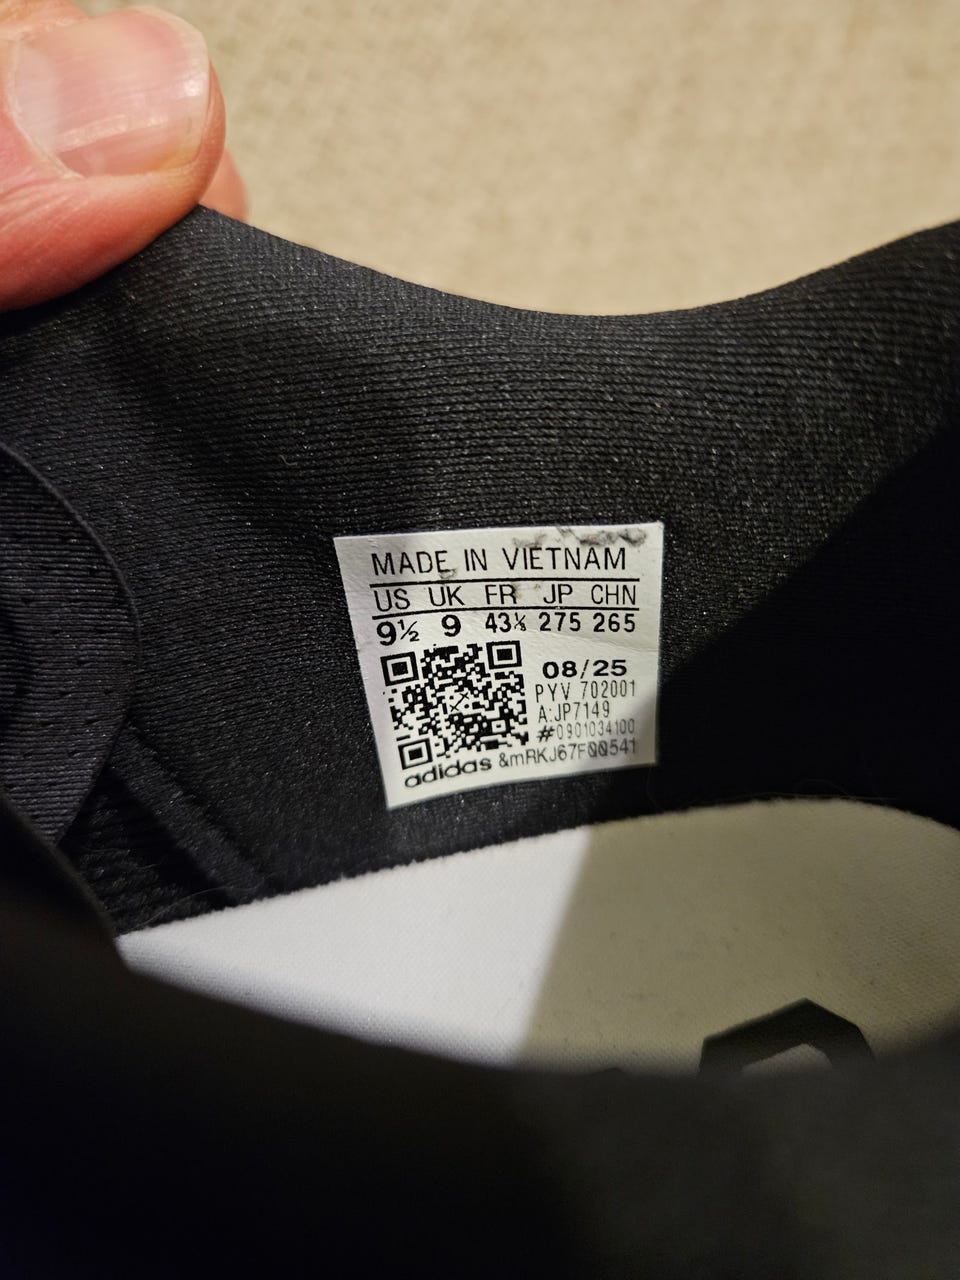 MADE IN VIETNAM
US UK FR JP CHN
9½ 9 43⅓ 275 265
08/25
PYV 702001
A:JP7149
#0901034100
adidas &mRKJ67F00541